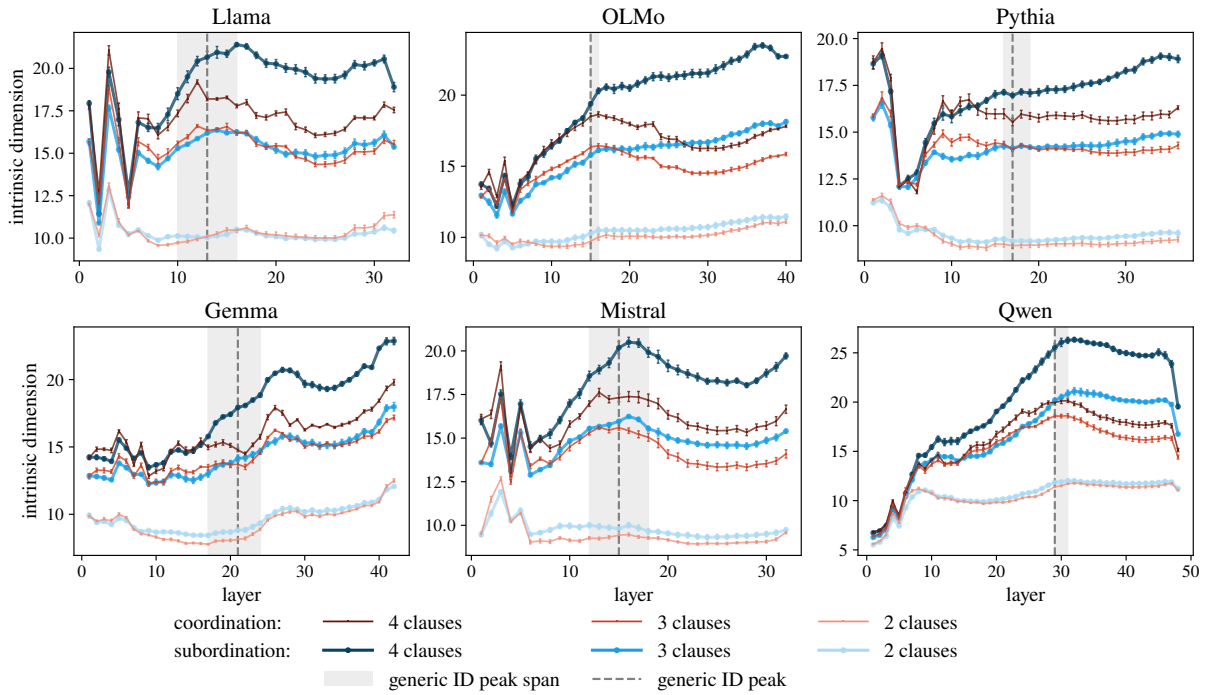 Llama OLMo Pythia
intrinsic dimension
20.0
17.5
15.0
12.5
10.0
0 10 20 30
20
15
10
0 10 20 30 40
20.0
17.5
15.0
12.5
10.0
0 10 20 30
Gemma Mistral Qwen
intrinsic dimension
20
15
10
0 10 20 30 40
layer
20.0
17.5
15.0
12.5
10.0
0 10 20 30
layer
25
20
15
10
5
0 10 20 30 40 50
layer
coordination: 4 clauses 3 clauses 2 clauses
subordination: 4 clauses 3 clauses 2 clauses
generic ID peak span generic ID peak